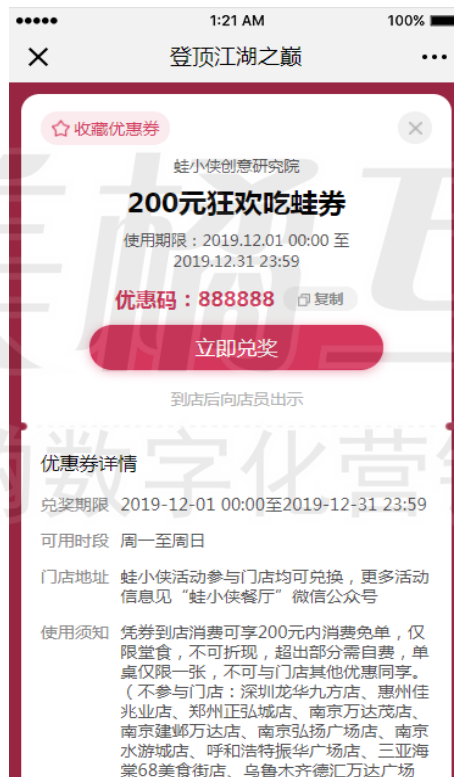 1:21 AM
100%
登顶江湖之巅
收藏优惠券
蛙小侠创意研究院
200元狂欢吃蛙券
使用期限：2019.12.01 00:00 至
2019.12.31 23:59
优惠码：888888 复制
立即兑奖
到店后向店员出示
优惠券详情
兑奖期限 2019-12-01 00:00至2019-12-31 23:59
可用时段 周一至周日
门店地址 蛙小侠活动参与门店均可兑换，更多活动
信息见“蛙小侠餐厅”微信公众号
使用须知 凭券到店消费可享200元内消费免单，仅
限堂食，不可折现，超出部分需自费，单
桌仅限一张，不可与门店其他优惠同享。
（不参与门店：深圳龙华九方店、惠州佳
兆业店、郑州正弘城店、南京万达茂店、
南京建邺万达店、南京弘扬广场店、南京
水游城店、呼和浩特振华广场店、三亚海
棠68美食街店、乌鲁木齐德汇万达广场
数字化营